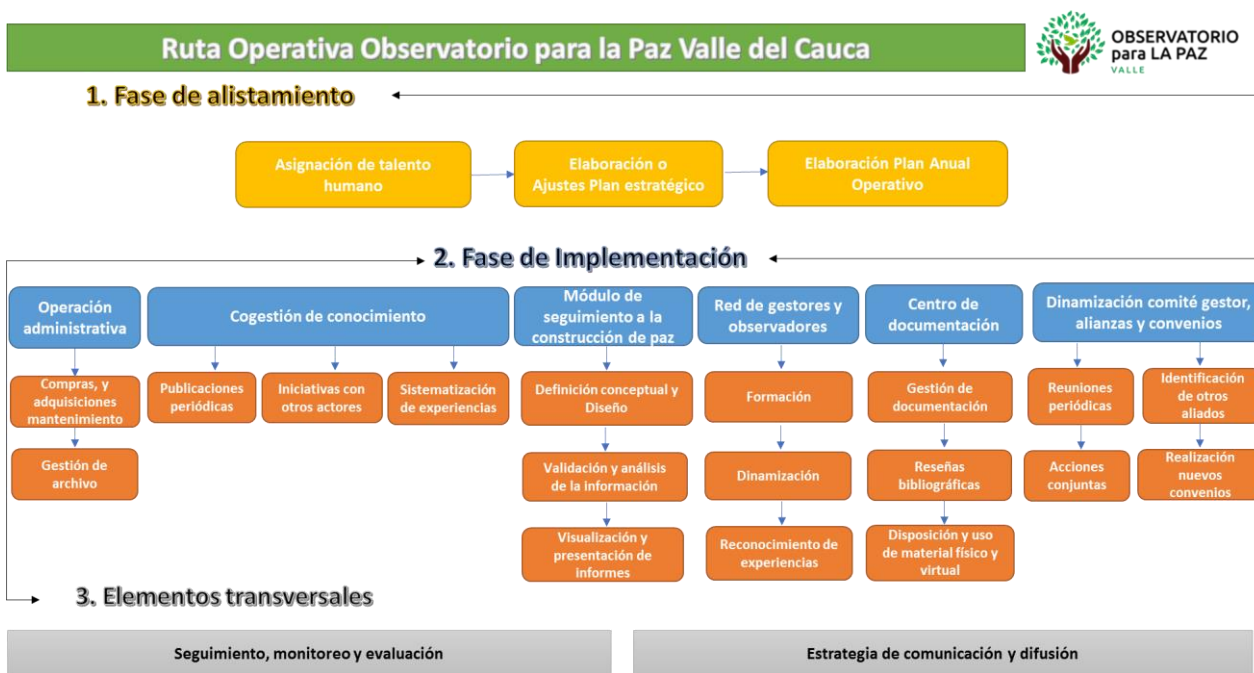 Ruta Operativa Observatorio para la Paz Valle del Cauca
OBSERVATORIO
para LA PAZ
VALLE
1. Fase de alistamiento
Asignación de talento
humano
Elaboración o
Ajustes Plan estratégico
Elaboración Plan Anual
Operativo
2. Fase de Implementación
Operación
administrativa
Cogestión de conocimiento
Módulo de
seguimiento a la
construcción de paz
Red de gestores y
observadores
Centro de
documentación
Dinamización comité gestor,
alianzas y convenios
Compras, y
adquisiciones
mantenimiento
Publicaciones
periódicas
Iniciativas con
otros actores
Sistematización
de experiencias
Definición conceptual y
Diseño
Formación
Gestión de
documentación
Reuniones
periódicas
Identificación
de otros
aliados
Gestión de
archivo
Validación y análisis
de la información
Dinamización
Reseñas
bibliográficas
Acciones
conjuntas
Realización
nuevos
convenios
Visualización y
presentación de
informes
Reconocimiento de
experiencias
Disposición y uso
de material físico y
virtual
3. Elementos transversales
Seguimiento, monitoreo y evaluación
Estrategia de comunicación y difusión